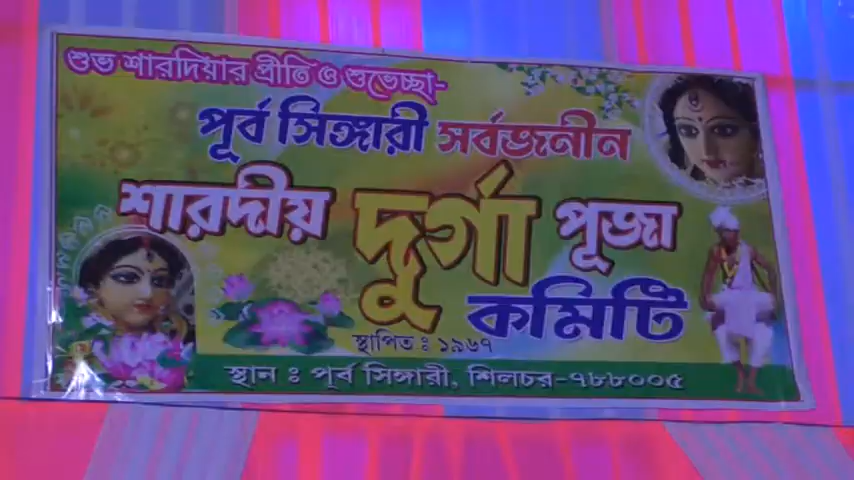 শুভ শারদিয়ার প্রীতি ও শুভেচ্ছা-
পূর্ব সিঙ্গারী সর্বজনীন
শারদীয় দুর্গা পূজা
কমিটি
স্থাপিত : ১৯৬৭
স্থান : পূর্ব সিঙ্গারী, শিলচর-৭৮৮০০৫